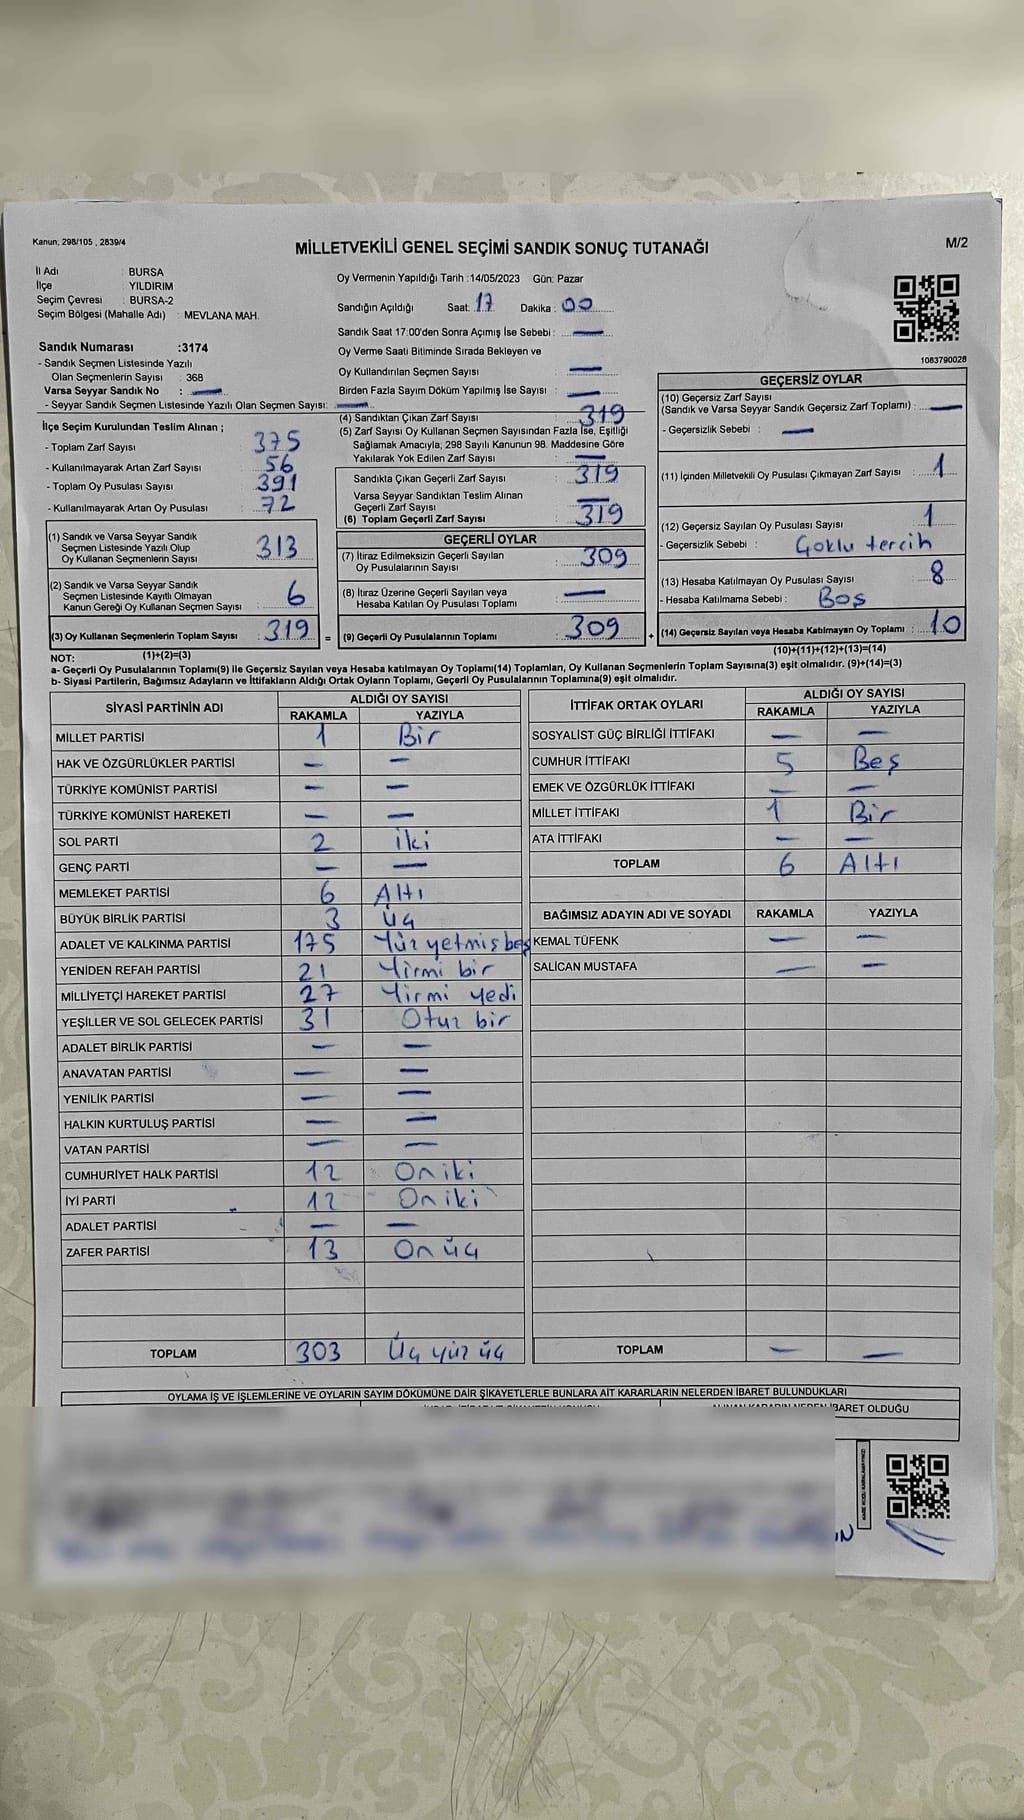 Kanun, 298/105 , 2839/4
MİLLETVEKİLİ GENEL SEÇİMİ SANDIK SONUÇ TUTANAĞI
M/2
İl Adı : BURSA
İlçe : YILDIRIM
Seçim Çevresi : BURSA-2
Seçim Bölgesi (Mahalle Adı) : MEVLANA MAH.
Sandık Numarası :3174
- Sandık Seçmen Listesinde Yazılı
Olan Seçmenlerin Sayısı : 368
Varsa Seyyar Sandık No : —
- Seyyar Sandık Seçmen Listesinde Yazılı Olan Seçmen Sayısı: —
İlçe Seçim Kurulundan Teslim Alınan ;
- Toplam Zarf Sayısı : 375
- Kullanılmayarak Artan Zarf Sayısı : 56
- Toplam Oy Pusulası Sayısı : 391
- Kullanılmayarak Artan Oy Pusulası : 72
(1) Sandık ve Varsa Seyyar Sandık
Seçmen Listesinde Yazılı Olup
Oy Kullanan Seçmenlerin Sayısı : 313
(2) Sandık ve Varsa Seyyar Sandık
Seçmen Listesinde Kayıtlı Olmayan
Kanun Gereği Oy Kullanan Seçmen Sayısı : 6
(3) Oy Kullanan Seçmenlerin Toplam Sayısı : 319 =
(1)+(2)=(3)
Oy Vermenin Yapıldığı Tarih :14/05/2023 Gün: Pazar
Sandığın Açıldığı Saat: 17 Dakika : 00
Sandık Saat 17:00'den Sonra Açılmış İse Sebebi : —
Oy Verme Saati Bitiminde Sırada Bekleyen ve
Oy Kullandırılan Seçmen Sayısı : —
Birden Fazla Sayım Döküm Yapılmış İse Sayısı : —
(4) Sandıktan Çıkan Zarf Sayısı : 319
(5) Zarf Sayısı Oy Kullanan Seçmen Sayısından Fazla İse, Eşitliği
Sağlamak Amacıyla, 298 Sayılı Kanunun 98. Maddesine Göre
Yakılarak Yok Edilen Zarf Sayısı : —
Sandıkta Çıkan Geçerli Zarf Sayısı : 319
Varsa Seyyar Sandıktan Teslim Alınan
Geçerli Zarf Sayısı : —
(6) Toplam Geçerli Zarf Sayısı : 319
GEÇERLİ OYLAR
(7) İtiraz Edilmeksizin Geçerli Sayılan
Oy Pusulalarının Sayısı : 309
(8) İtiraz Üzerine Geçerli Sayılan veya
Hesaba Katılan Oy Pusulası Toplamı : —
(9) Geçerli Oy Pusulalarının Toplamı : 309 +
1083790028
GEÇERSİZ OYLAR
(10) Geçersiz Zarf Sayısı
(Sandık ve Varsa Seyyar Sandık Geçersiz Zarf Toplamı) : —
- Geçersizlik Sebebi : —
(11) İçinden Milletvekili Oy Pusulası Çıkmayan Zarf Sayısı : 1
(12) Geçersiz Sayılan Oy Pusulası Sayısı : 1
- Geçersizlik Sebebi : Çoklu tercih
(13) Hesaba Katılmayan Oy Pusulası Sayısı : 8
- Hesaba Katılmama Sebebi : Boş
(14) Geçersiz Sayılan veya Hesaba Katılmayan Oy Toplamı : 10
(10)+(11)+(12)+(13)=(14)
NOT:
a- Geçerli Oy Pusulalarının Toplamı(9) ile Geçersiz Sayılan veya Hesaba katılmayan Oy Toplamı(14) Toplamları, Oy Kullanan Seçmenlerin Toplam Sayısına(3) eşit olmalıdır. (9)+(14)=(3)
b- Siyasi Partilerin, Bağımsız Adayların ve İttifakların Aldığı Ortak Oyların Toplamı, Geçerli Oy Pusulalarının Toplamına(9) eşit olmalıdır.
SİYASİ PARTİNİN ADI ALDIĞI OY SAYISI
RAKAMLA YAZIYLA
MİLLET PARTİSİ 1 Bir
HAK VE ÖZGÜRLÜKLER PARTİSİ — —
TÜRKİYE KOMÜNİST PARTİSİ — —
TÜRKİYE KOMÜNİST HAREKETİ — —
SOL PARTİ 2 iki
GENÇ PARTİ — —
MEMLEKET PARTİSİ 6 Altı
BÜYÜK BİRLİK PARTİSİ 3 üç
ADALET VE KALKINMA PARTİSİ 175 Yüz yetmiş beş
YENİDEN REFAH PARTİSİ 21 Yirmi bir
MİLLİYETÇİ HAREKET PARTİSİ 27 Yirmi yedi
YEŞİLLER VE SOL GELECEK PARTİSİ 31 Otuz bir
ADALET BİRLİK PARTİSİ — —
ANAVATAN PARTİSİ — —
YENİLİK PARTİSİ — —
HALKIN KURTULUŞ PARTİSİ — —
VATAN PARTİSİ — —
CUMHURİYET HALK PARTİSİ 12 On iki
İYİ PARTİ 12 On iki
ADALET PARTİSİ — —
ZAFER PARTİSİ 13 On üç
TOPLAM 303 Üç yüz üç
İTTİFAK ORTAK OYLARI ALDIĞI OY SAYISI
RAKAMLA YAZIYLA
SOSYALİST GÜÇ BİRLİĞİ İTTİFAKI — —
CUMHUR İTTİFAKI 5 Beş
EMEK VE ÖZGÜRLÜK İTTİFAKI — —
MİLLET İTTİFAKI 1 Bir
ATA İTTİFAKI — —
TOPLAM 6 Altı
BAĞIMSIZ ADAYIN ADI VE SOYADI RAKAMLA YAZIYLA
KEMAL TÜFENK — —
SALİCAN MUSTAFA — —
TOPLAM — —
OYLAMA İŞ VE İŞLEMLERİNE VE OYLARIN SAYIM DÖKÜMÜNE DAİR ŞİKAYETLERLE BUNLARA AİT KARARLARIN NELERDEN İBARET BULUNDUKLARI
İBARET OLDUĞU